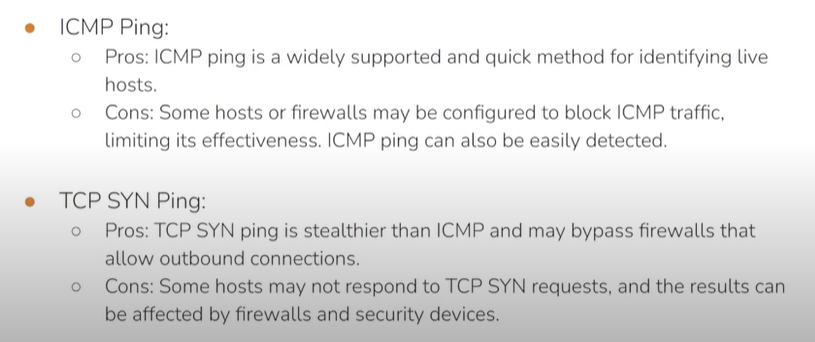 ICMP Ping:
Pros: ICMP ping is a widely supported and quick method for identifying live
hosts.
Cons: Some hosts or firewalls may be configured to block ICMP traffic,
limiting its effectiveness. ICMP ping can also be easily detected.
TCP SYN Ping:
Pros: TCP SYN ping is stealthier than ICMP and may bypass firewalls that
allow outbound connections.
Cons: Some hosts may not respond to TCP SYN requests, and the results can
be affected by firewalls and security devices.